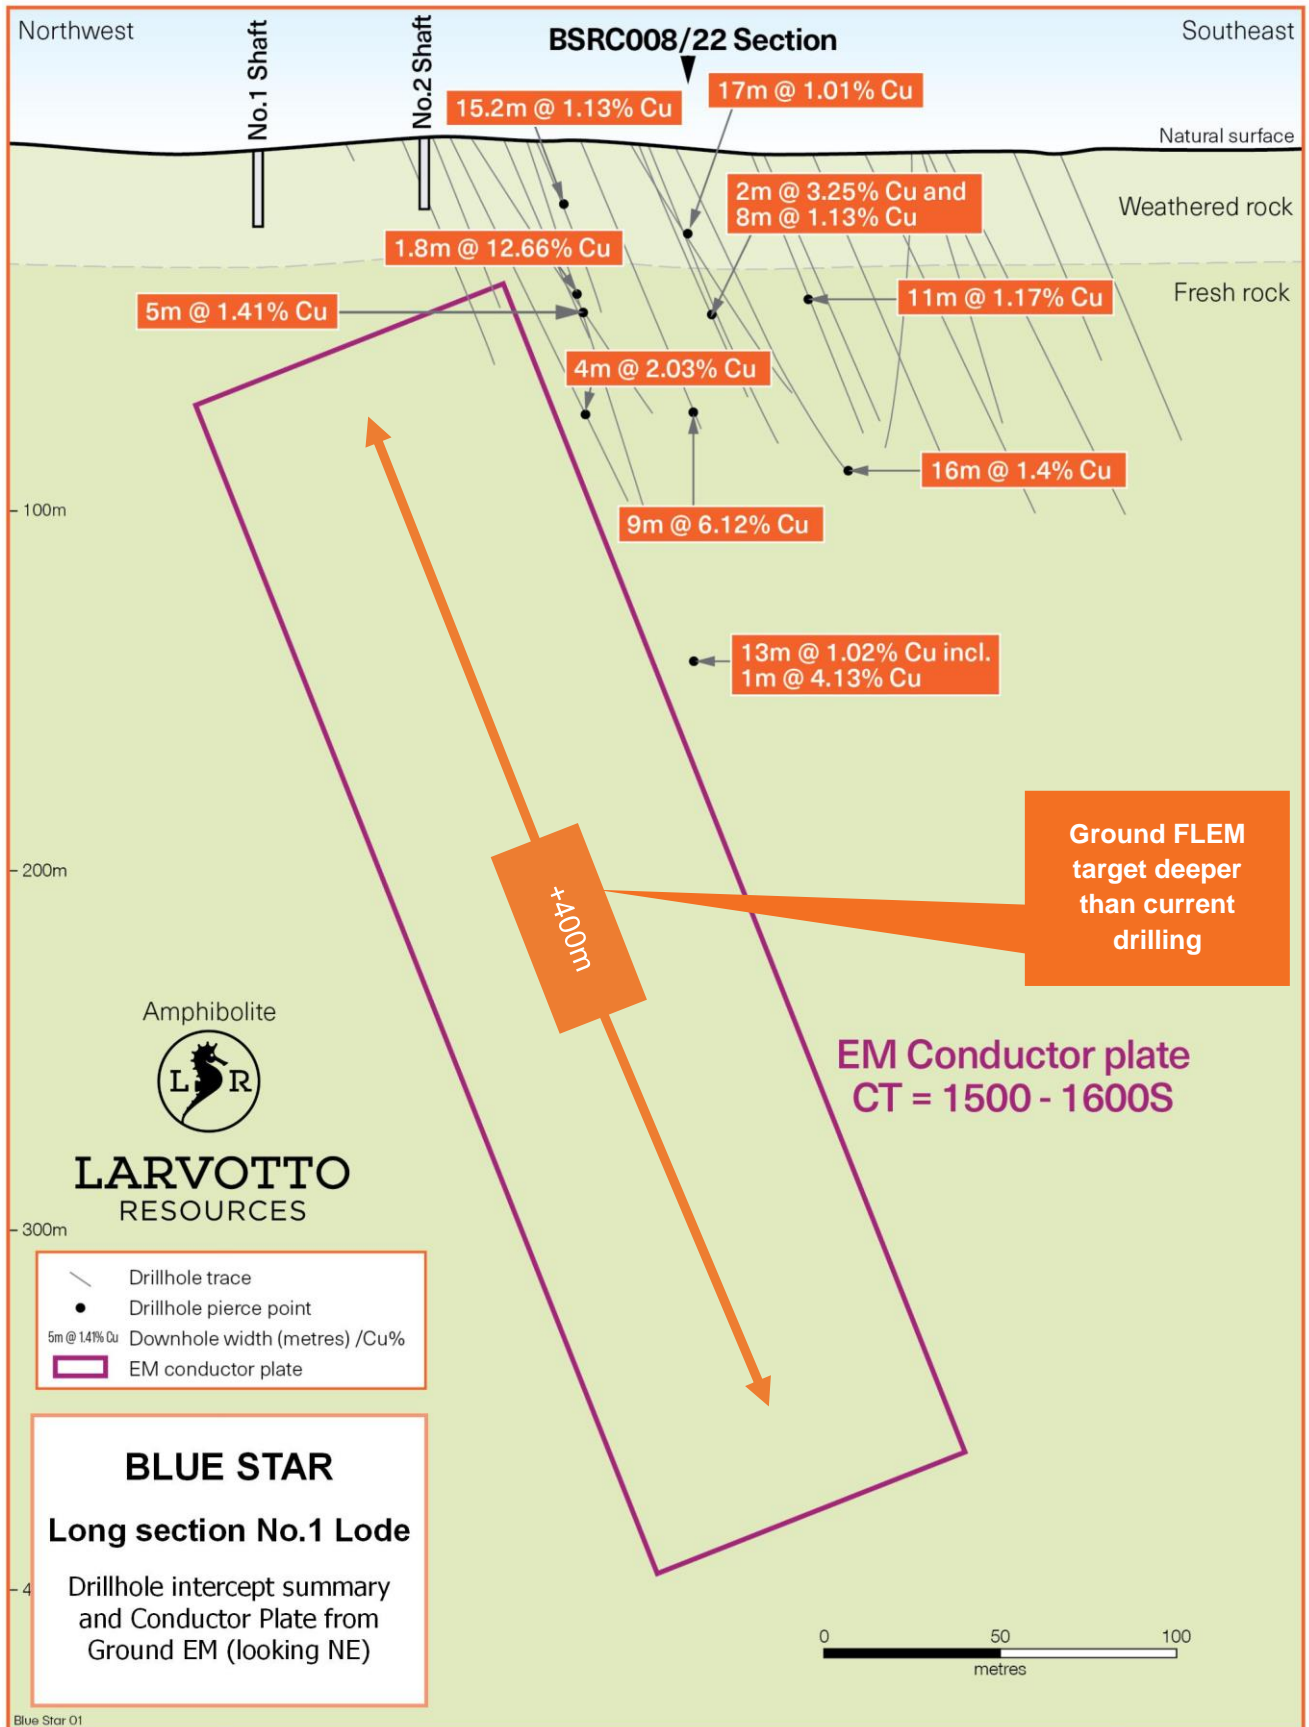 Northwest
BSRC008/22 Section
Southeast
No.1 Shaft
No.2 Shaft
15.2m @ 1.13% Cu
17m @ 1.01% Cu
Natural surface
2m @ 3.25% Cu and
8m @ 1.13% Cu
Weathered rock
1.8m @ 12.66% Cu
5m @ 1.41% Cu
11m @ 1.17% Cu
Fresh rock
4m @ 2.03% Cu
16m @ 1.4% Cu
100m
9m @ 6.12% Cu
13m @ 1.02% Cu incl.
1m @ 4.13% Cu
Ground FLEM
target deeper
than current
drilling
200m
+400m
Amphibolite
L R
LARVOTTO
RESOURCES
EM Conductor plate
CT = 1500 - 1600S
300m
Drillhole trace
Drillhole pierce point
5m @ 1.41% Cu Downhole width (metres) /Cu%
EM conductor plate
BLUE STAR
Long section No.1 Lode
Drillhole intercept summary
and Conductor Plate from
Ground EM (looking NE)
4
0 50 100
metres
Blue Star 01